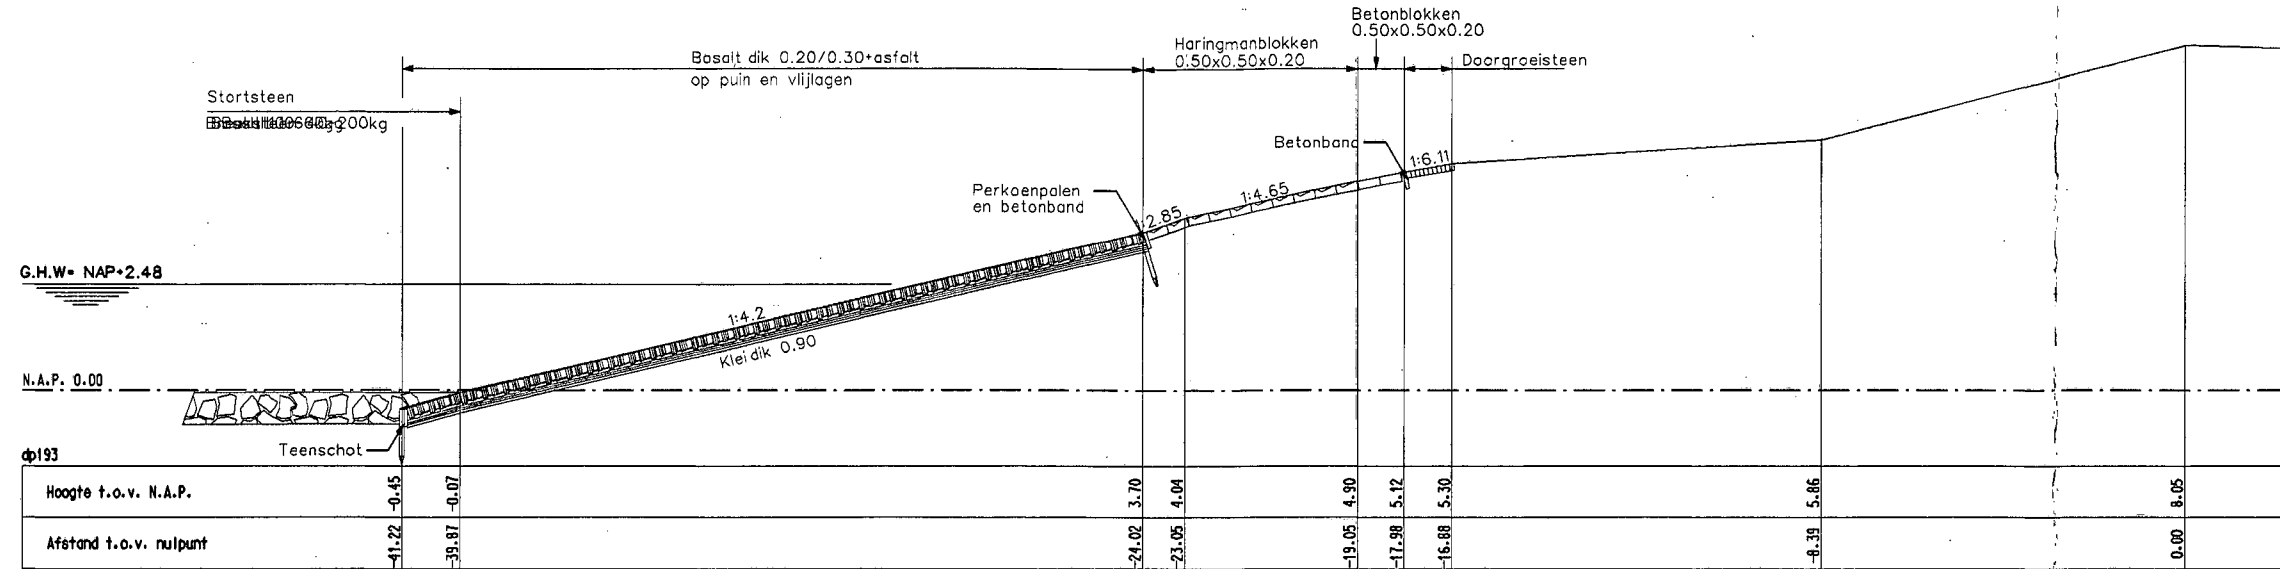 Betonblokken
0.50x0.50x0.20
Haringmanblokken
0.50x0.50x0.20
Doorgroeisteen
Basalt dik 0.20/0.30+asfalt
op puin en vlijlagen
Stortsteen
200kg
Betonband
1:6.11
Perkoenpalen
en betonband
2.85
1:4.65
G.H.W= NAP+2.48
1:4.2
Klei dik 0.90
N.A.P. 0.00
Teenschot
dp193
Hoogte t.o.v. N.A.P. -0.45 -0.07 3.70 4.04 4.90 5.12 5.30 5.86 8.05
Afstand t.o.v. nulpunt -41.22 -39.87 -24.02 -23.05 -19.05 -17.98 -16.88 -8.39 0.00